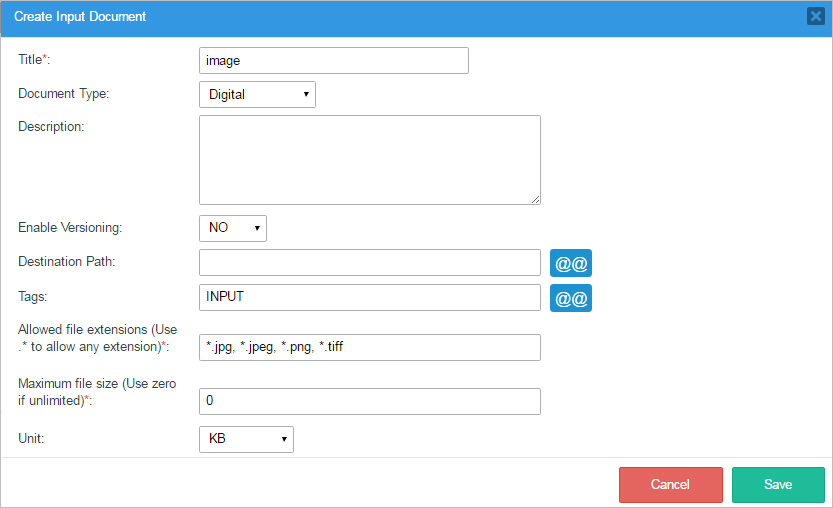 Create Input Document
Title*: image
Document Type: Digital
Description:
Enable Versioning: NO
Destination Path: @@
Tags: INPUT @@
Allowed file extensions (Use
.* to allow any extension)*: *.jpg, *.jpeg, *.png, *.tiff
Maximum file size (Use zero
if unlimited)*: 0
Unit: KB
Cancel Save